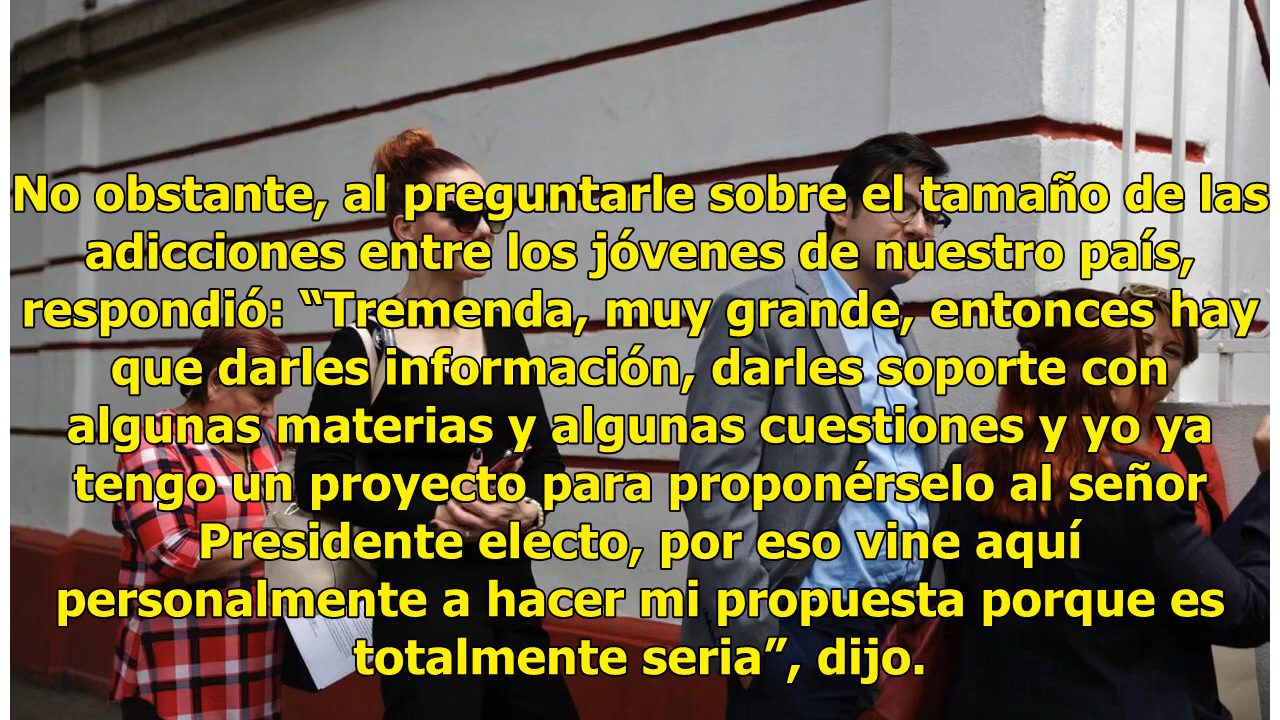 No obstante, al preguntarle sobre el tamaño de las
adicciones entre los jóvenes de nuestro país,
respondió: “Tremenda, muy grande, entonces hay
que darles información, darles soporte con
algunas materias y algunas cuestiones y yo ya
tengo un proyecto para proponérselo al señor
Presidente electo, por eso vine aquí
personalmente a hacer mi propuesta porque es
totalmente seria”, dijo.